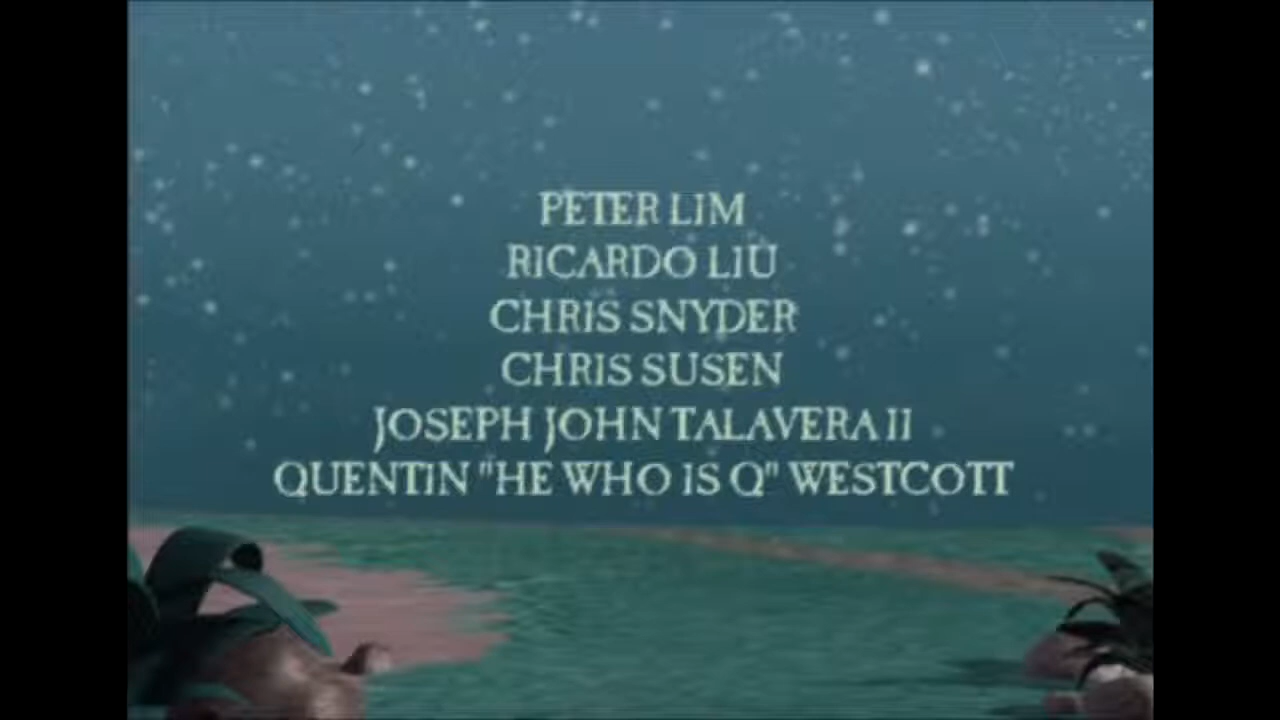 PETER LIM
RICARDO LIU
CHRIS SNYDER
CHRIS SUSEN
JOSEPH JOHN TALAVERA II
QUENTIN "HE WHO IS Q" WESTCOTT